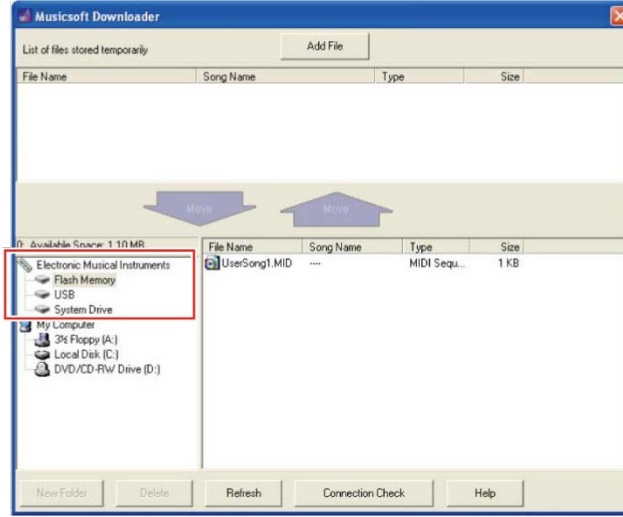 Musicsoft Downloader
List of files stored temporarily
Add File
File Name Song Name Type Size
Move Move
0: Available Space: 1.10 MB
File Name Song Name Type Size
UserSong1.MID ---- MIDI Sequ... 1 KB
Electronic Musical Instruments
Flash Memory
USB
System Drive
My Computer
3½ Floppy (A:)
Local Disk (C:)
DVD/CD-RW Drive (D:)
New Folder Delete Refresh Connection Check Help